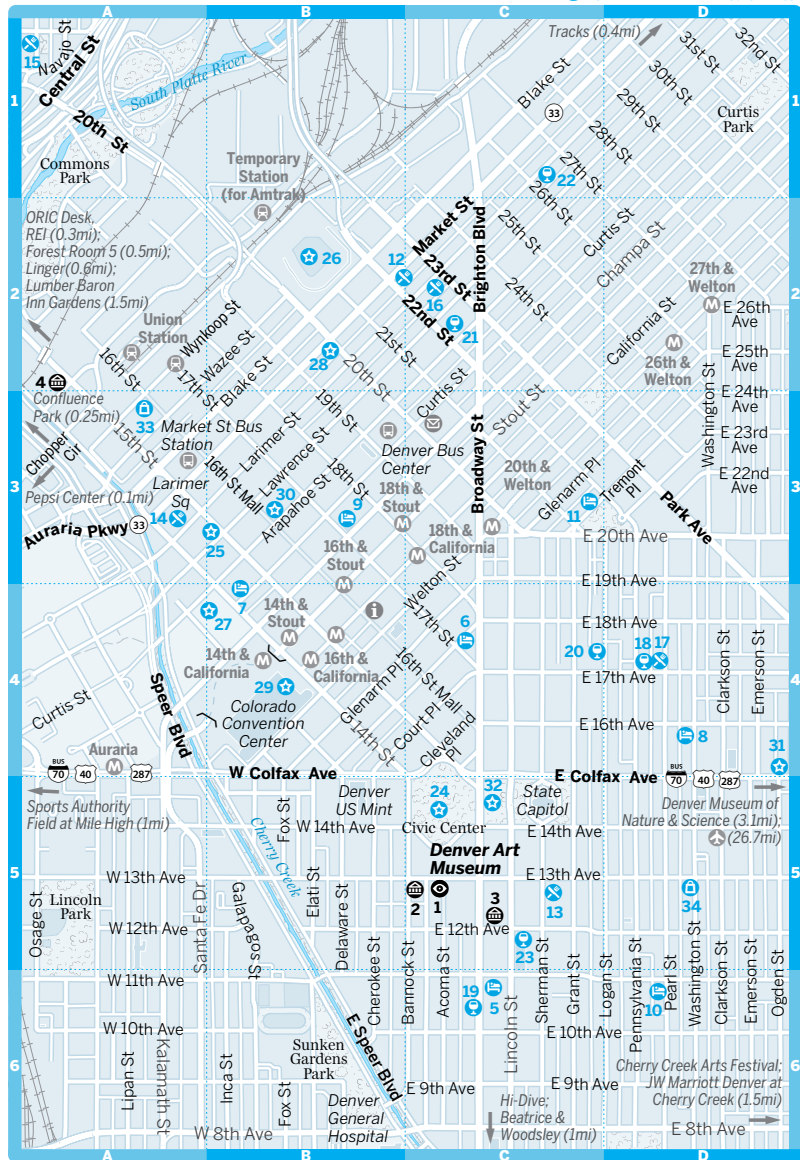 A
B
C
D
1
2
3
4
5
6
Navajo St
15
Central St
20th St
South Platte River
Commons
Park
Temporary
Station
(for Amtrak)
Tracks (0.4mi)
31st St
32nd St
30th St
29th St
28th St
27th St
26th St
25th St
24th St
Blake St
33
Curtis
Park
22
Market St
23rd St
22nd St
Brighton Blvd
Curtis St
Champa St
ORIC Desk,
REI (0.3mi);
Forest Room 5 (0.5mi);
Linger(0.6mi);
Lumber Baron
Inn Gardens (1.5mi)
26
12
16
21
27th &
Welton
E 26th
Ave
California St
26th &
Welton
E 25th
Ave
E 24th
Ave
E 23rd
Ave
E 22nd
Ave
Washington St
Union
Station
Wynkoop St
Wazee St
Blake St
16th St
17th St
28
21st St
20th St
19th St
Curtis St
Stout St
4
Confluence
Park (0.25mi)
33
Market St Bus
Station
15th St
Chopper
Cir
Pepsi Center (0.1mi)
Larimer
Sq
14
16th St Mall
Larimer St
Lawrence St
Arapahoe St
18th St
30
9
Denver Bus
Center
Broadway St
18th &
Stout
20th &
Welton
Glenarm Pl
Tremont
Pl
11
Park Ave
Auraria Pkwy
33
25
18th &
California
E 20th Ave
16th &
Stout
E 19th Ave
Welton St
17th St
E 18th Ave
7
27
14th &
Stout
6
20
18
17
14th &
California
16th &
California
E 17th Ave
Clarkson St
Emerson St
29
Colorado
Convention
Center
Glenarm Pl
16th St Mall
Court Pl
Cleveland
Pl
14th St
E 16th Ave
8
31
Speer Blvd
Curtis St
Auraria
BUS
70
40
287
W Colfax Ave
E Colfax Ave
BUS
70
40
287
Sports Authority
Field at Mile High (1mi)
Denver
US Mint
24
32
State
Capitol
Civic Center
Denver Museum of
Nature & Science (3.1mi);
(26.7mi)
Cherry Creek
Fox St
W 14th Ave
E 14th Ave
Denver Art
Museum
W 13th Ave
E 13th Ave
Osage St
Lincoln
Park
Santa Fe Dr
Galapagos St
Elati St
Delaware St
2
1
3
13
34
W 12th Ave
E 12th Ave
23
Cherokee St
Bannock St
Acoma St
Lincoln St
Sherman St
Grant St
Logan St
Pennsylvania St
Pearl St
Washington St
Clarkson St
Emerson St
Ogden St
W 11th Ave
19
5
10
W 10th Ave
E 10th Ave
E Speer Blvd
Sunken
Gardens
Park
Lipan St
Kalamath St
Inca St
Fox St
E 9th Ave
E 9th Ave
Cherry Creek Arts Festival;
JW Marriott Denver at
Cherry Creek (1.5mi)
Denver
General
Hospital
Hi-Dive;
Beatrice &
Woodsley (1mi)
W 8th Ave
E 8th Ave
A
B
C
D
1
2
3
4
5
6